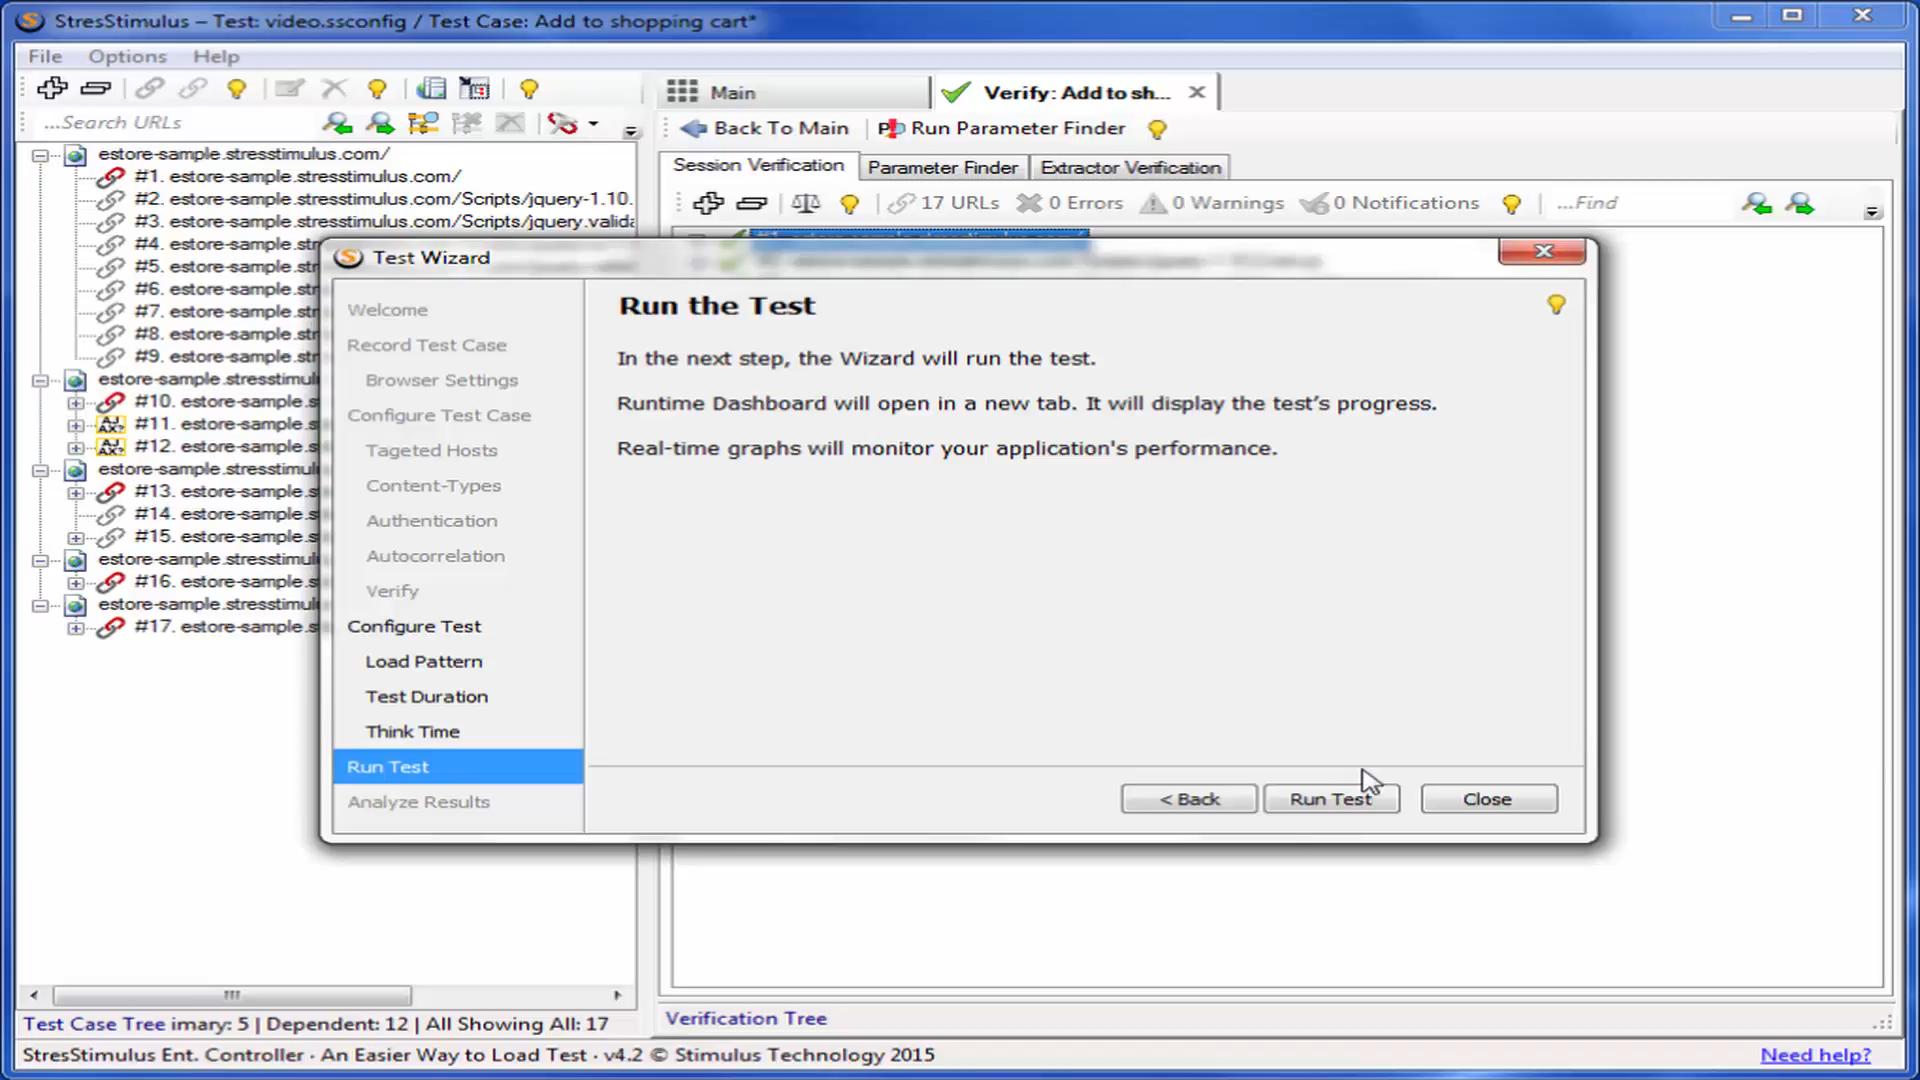 StresStimulus – Test: video.ssconfig / Test Case: Add to shopping cart*
File Options Help
...Search URLs
estore-sample.stresstimulus.com/
#1. estore-sample.stresstimulus.com/
#2. estore-sample.stresstimulus.com/Scripts/jquery-1.10.
#3. estore-sample.stresstimulus.com/Scripts/jquery.valida
#4. estore-sample.stresstimulus.com
#5. estore-sample.str
#6. estore-sample.str
#7. estore-sample.str
#8. estore-sample.str
#9. estore-sample.str
estore-sample.stresstimul
#10. estore-sample.s
#11. estore-sample.s
#12. estore-sample.s
estore-sample.stresstimul
#13. estore-sample.s
#14. estore-sample.s
#15. estore-sample.s
estore-sample.stresstimul
#16. estore-sample.s
estore-sample.stresstimul
#17. estore-sample.s
Test Case Tree imary: 5 | Dependent: 12 | All Showing All: 17
Main
Verify: Add to sh...
Back To Main
Run Parameter Finder
Session Verification
Parameter Finder
Extractor Verification
17 URLs
0 Errors
0 Warnings
0 Notifications
...Find
Test Wizard
Welcome
Record Test Case
Browser Settings
Configure Test Case
Tageted Hosts
Content-Types
Authentication
Autocorrelation
Verify
Configure Test
Load Pattern
Test Duration
Think Time
Run Test
Analyze Results
Run the Test
In the next step, the Wizard will run the test.
Runtime Dashboard will open in a new tab. It will display the test's progress.
Real-time graphs will monitor your application's performance.
< Back
Run Test
Close
Verification Tree
StresStimulus Ent. Controller · An Easier Way to Load Test · v4.2 © Stimulus Technology 2015
Need help?